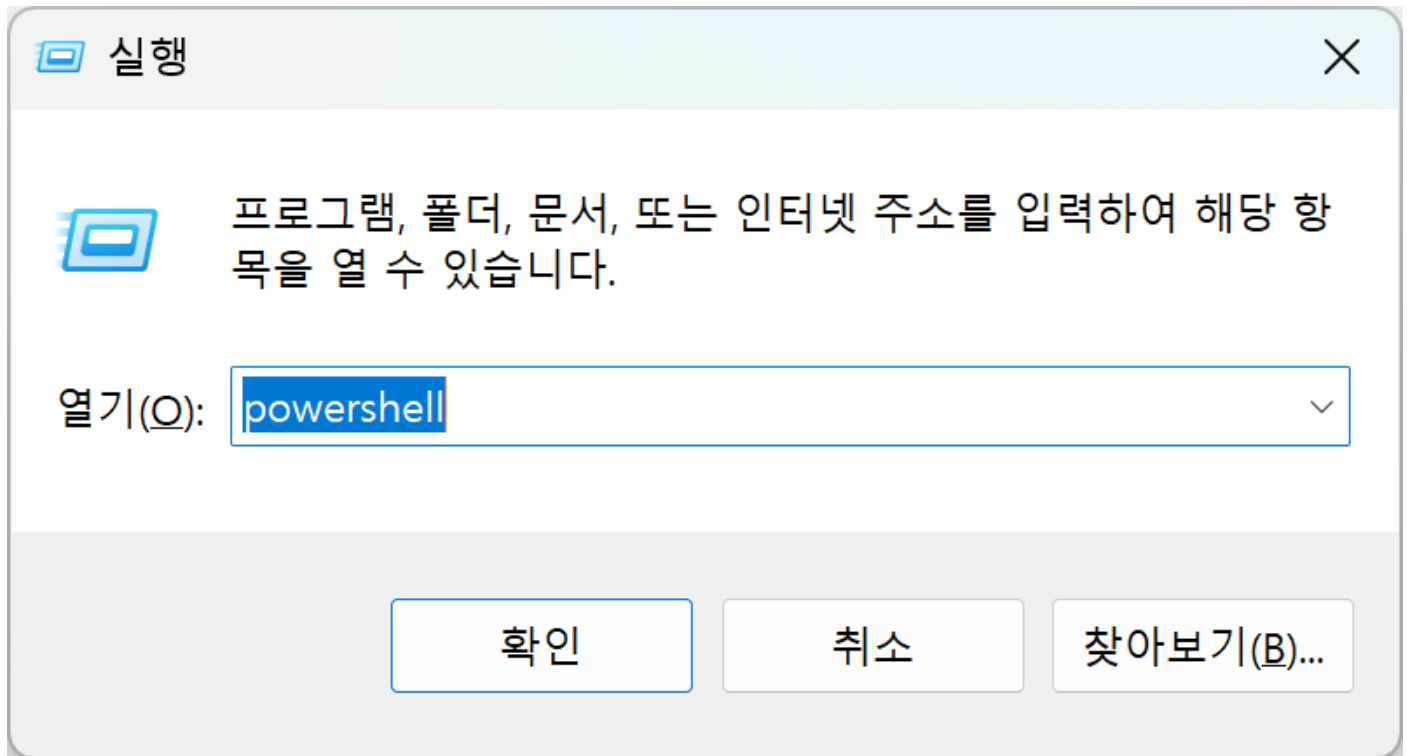 실행
프로그램, 폴더, 문서, 또는 인터넷 주소를 입력하여 해당 항
목을 열 수 있습니다.
열기(O): powershell
확인 취소 찾아보기(B)...